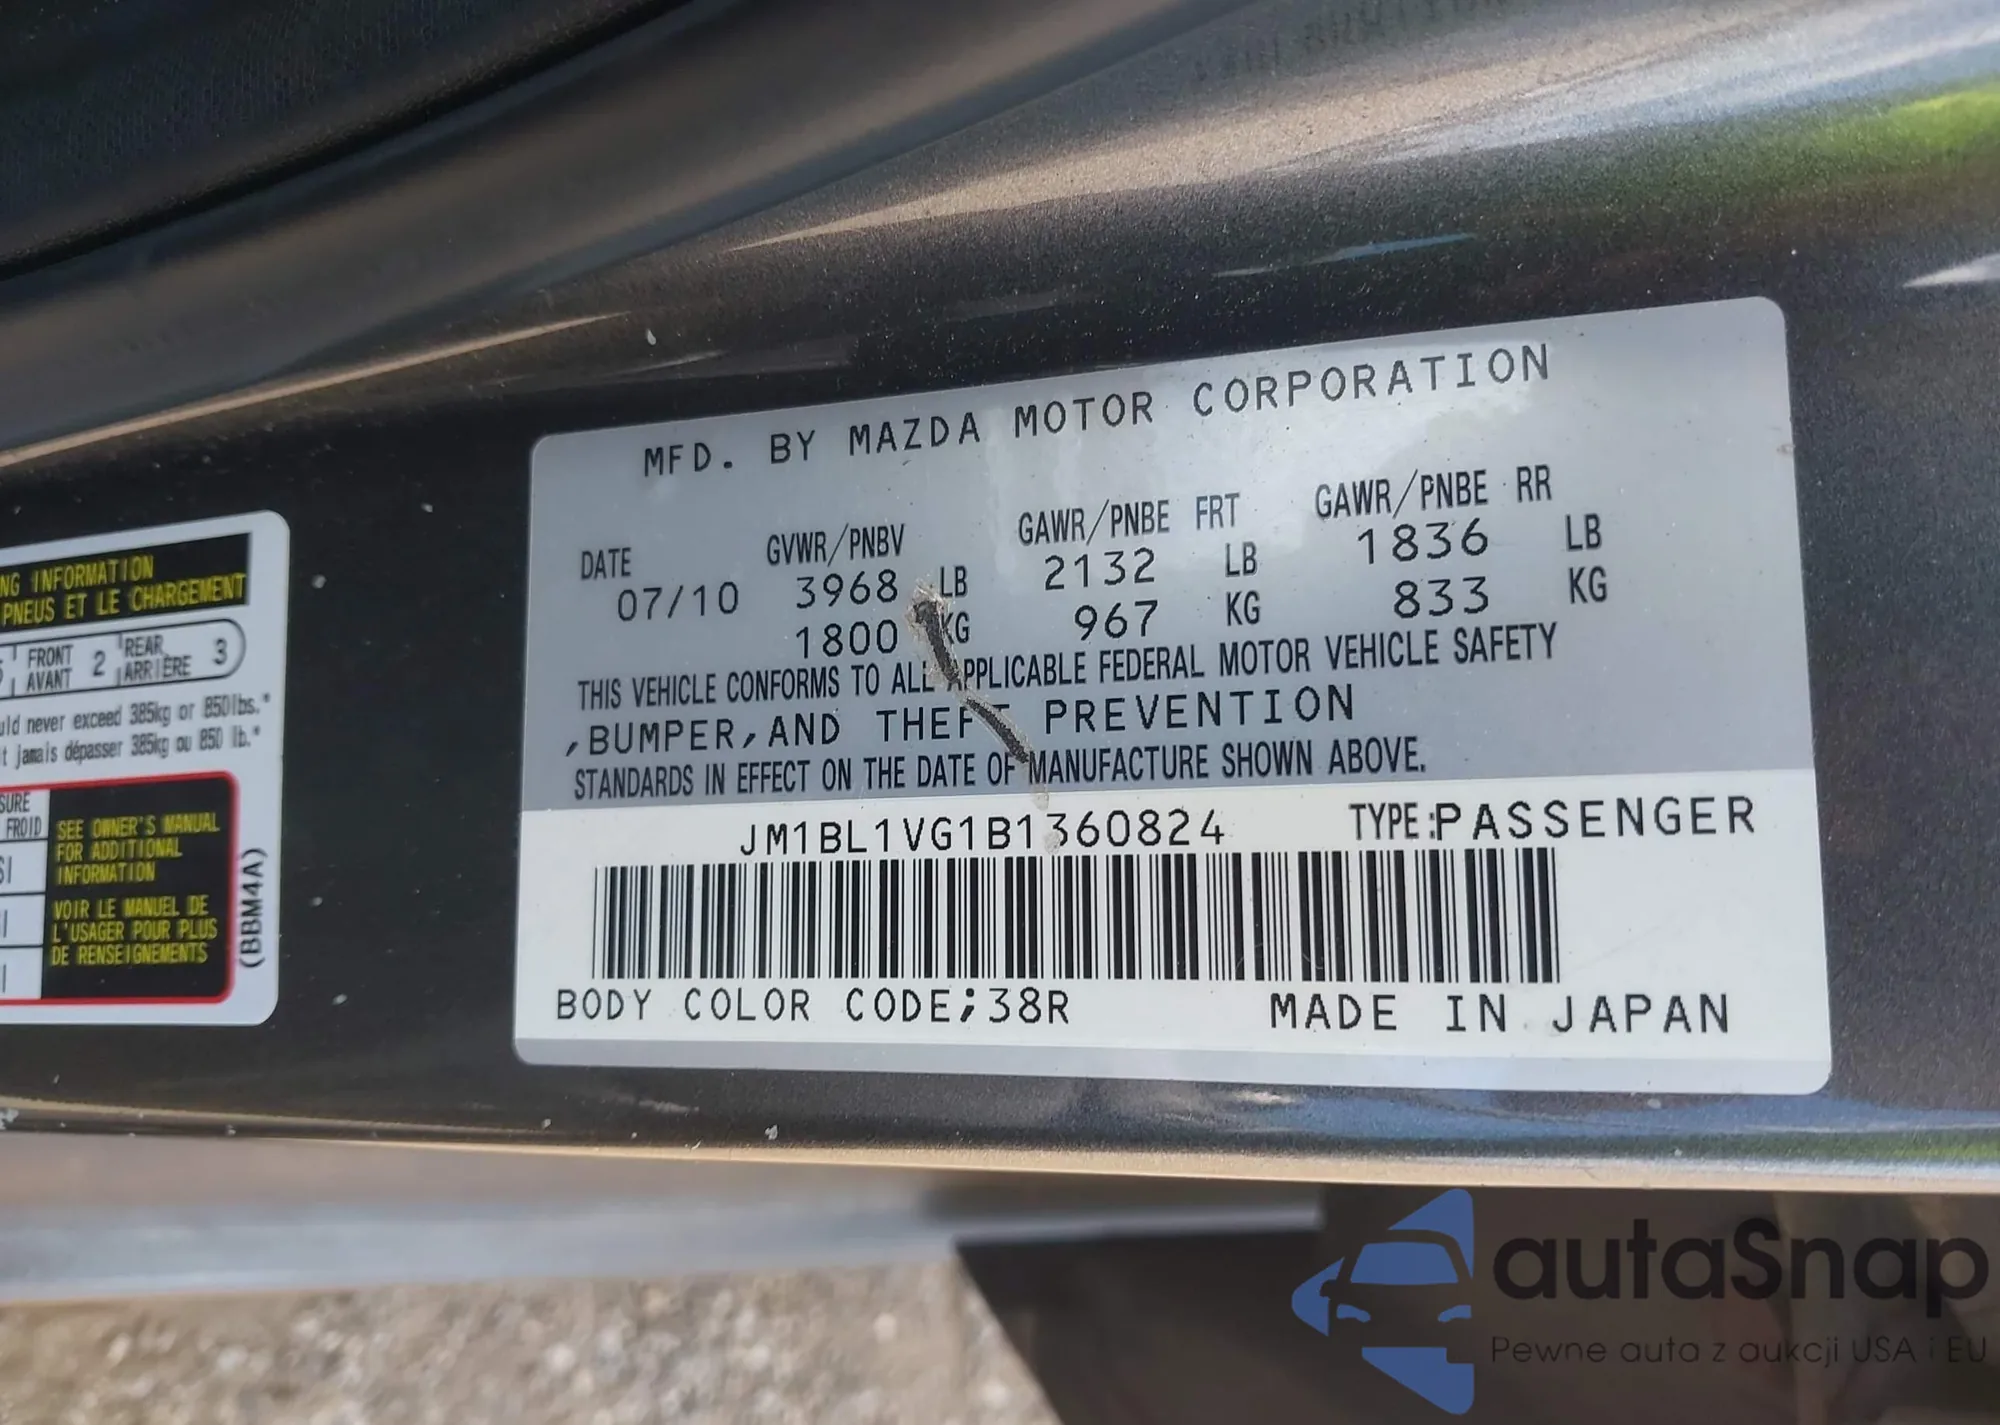 MFD. BY MAZDA MOTOR CORPORATION
DATE GVWR/PNBV GAWR/PNBE FRT GAWR/PNBE RR
07/10 3968 LB 2132 LB 1836 LB
1800 KG 967 KG 833 KG
THIS VEHICLE CONFORMS TO ALL APPLICABLE FEDERAL MOTOR VEHICLE SAFETY
,BUMPER,AND THEFT PREVENTION
STANDARDS IN EFFECT ON THE DATE OF MANUFACTURE SHOWN ABOVE.
JM1BL1VG1B1360824 TYPE:PASSENGER
BODY COLOR CODE;38R MADE IN JAPAN
INFORMATION
PNEUS ET LE CHARGEMENT
FRONT 2 REAR 3
AVANT ARRIÈRE
never exceed 385kg or 850lbs."
jamais dépasser 385kg ou 850 lb."
FROID
SEE OWNER'S MANUAL
FOR ADDITIONAL
INFORMATION
VOIR LE MANUEL DE
L'USAGER POUR PLUS
DE RENSEIGNEMENTS
(BBM4A)
autaSnap
Pewne auta z aukcji USA i EU